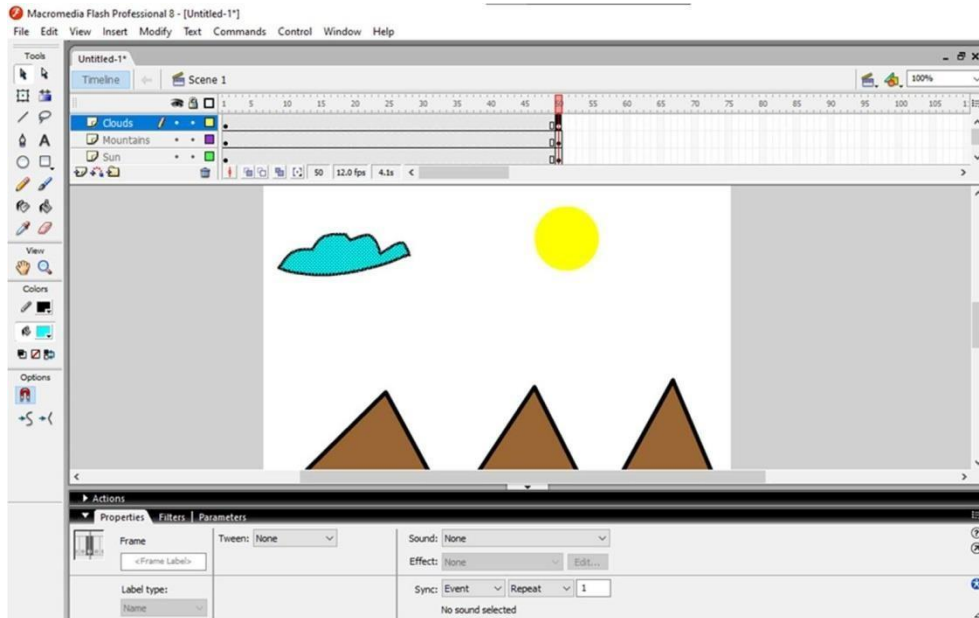 Macromedia Flash Professional 8 - [Untitled-1*]
File Edit View Insert Modify Text Commands Control Window Help
Tools
Untitled-1*
Timeline Scene 1 100%
1 5 10 15 20 25 30 35 40 45 50 55 60 65 70 75 80 85 90 95 100 105
Clouds
Mountains
Sun
50 12.0 fps 4.1s
A
View
Colors
Options
Actions
Properties Filters Parameters
Frame Tween: None Sound: None
<Frame Label> Effect: None Edit...
Label type: Sync: Event Repeat 1
Name No sound selected